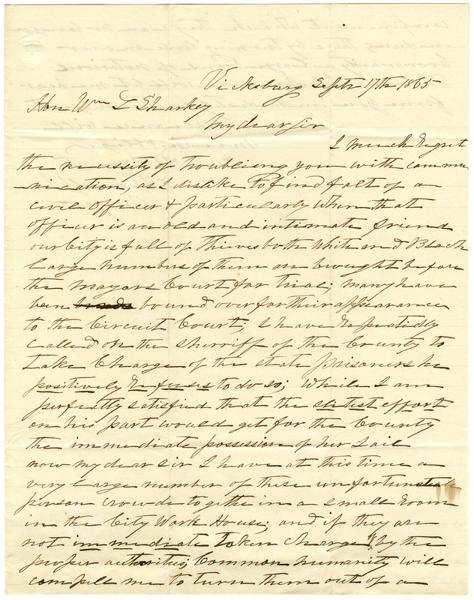 Vicksburg Septr 17th 1865
Hon Wm L Sharkey
My dear Sir
I much Regret
the necessity of troubling you with commu
nication, as I dislike to find falt of a
civil officer & particularly when that
officer is an old and intimate friend
our City is full of Thieves both White and Black
large numbers of them are brought before
the Mayors Court for trial; many have
been bound over for their appearance
to the Circuit Court; I have Repeatidly
called on the Sherriff of the County to
take Charge of the state prisoners he
positively Refuses to do so; While I am
perfectly satisfied that the slitest effort
on his part would get for the County
the immediate possession of her Jail
now my dear Sir I have at this time a
very large number of these unfortunate
person crowded togethe in a small Room
in the City Work House; and if they are
not immediate taken charge by the
proper authorities Common humanity will
compell me to turn them out of a